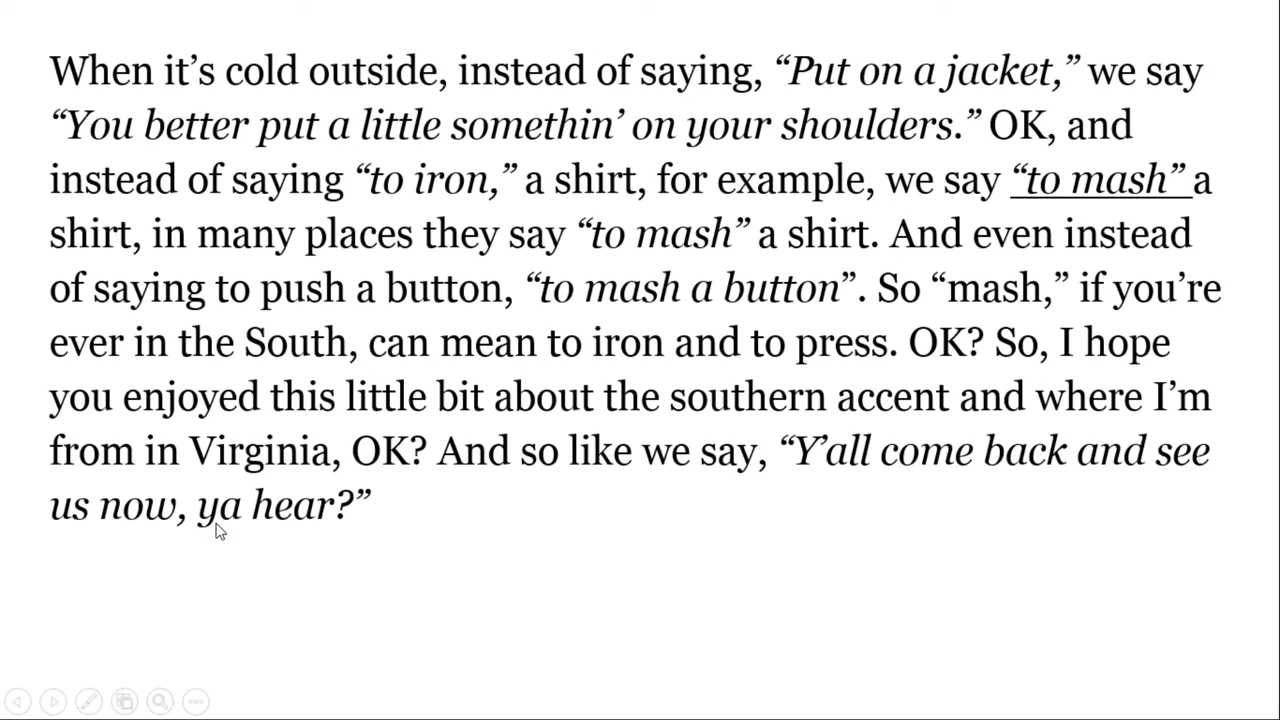 When it’s cold outside, instead of saying, “Put on a jacket,” we say
“You better put a little somethin’ on your shoulders.” OK, and
instead of saying “to iron,” a shirt, for example, we say “to mash” a
shirt, in many places they say “to mash” a shirt. And even instead
of saying to push a button, “to mash a button”. So “mash,” if you’re
ever in the South, can mean to iron and to press. OK? So, I hope
you enjoyed this little bit about the southern accent and where I’m
from in Virginia, OK? And so like we say, “Y’all come back and see
us now, ya hear?”